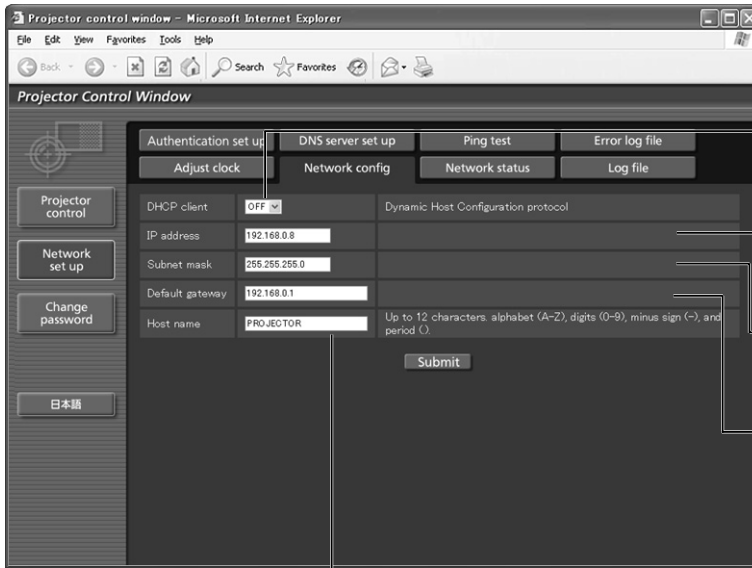 Projector control window - Microsoft Internet Explorer
File Edit View Favorites Tools Help
Back Search Favorites
Projector Control Window
Authentication set up DNS server set up Ping test Error log file
Adjust clock Network config Network status Log file
Projector control
Network set up
Change password
日本語
DHCP client OFF Dynamic Host Configuration protocol
IP address 192.168.0.8
Subnet mask 255.255.255.0
Default gateway 192.168.0.1
Host name PROJECTOR Up to 12 characters. alphabet (A-Z), digits (0-9), minus sign (-), and
period (.).
Submit